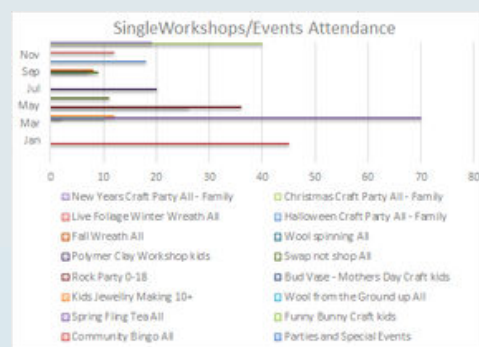 SingleWorkshops/Events Attendance
Nov
Sep
Jul
May
Mar
Jan
0 10 20 30 40 50 60 70 80
New Years Craft Party All - Family
Christmas Craft Party All - Family
Live Foliage Winter Wreath All
Halloween Craft Party All - Family
Fall Wreath All
Wool spinning All
Polymer Clay Workshop kids
Swap not shop All
Rock Party 0-18
Bud Vase - Mothers Day Craft kids
Kids Jewellry Making 10+
Wool from the Ground up All
Spring Fling Tea All
Funny Bunny Craft kids
Community Bingo All
Parties and Special Events